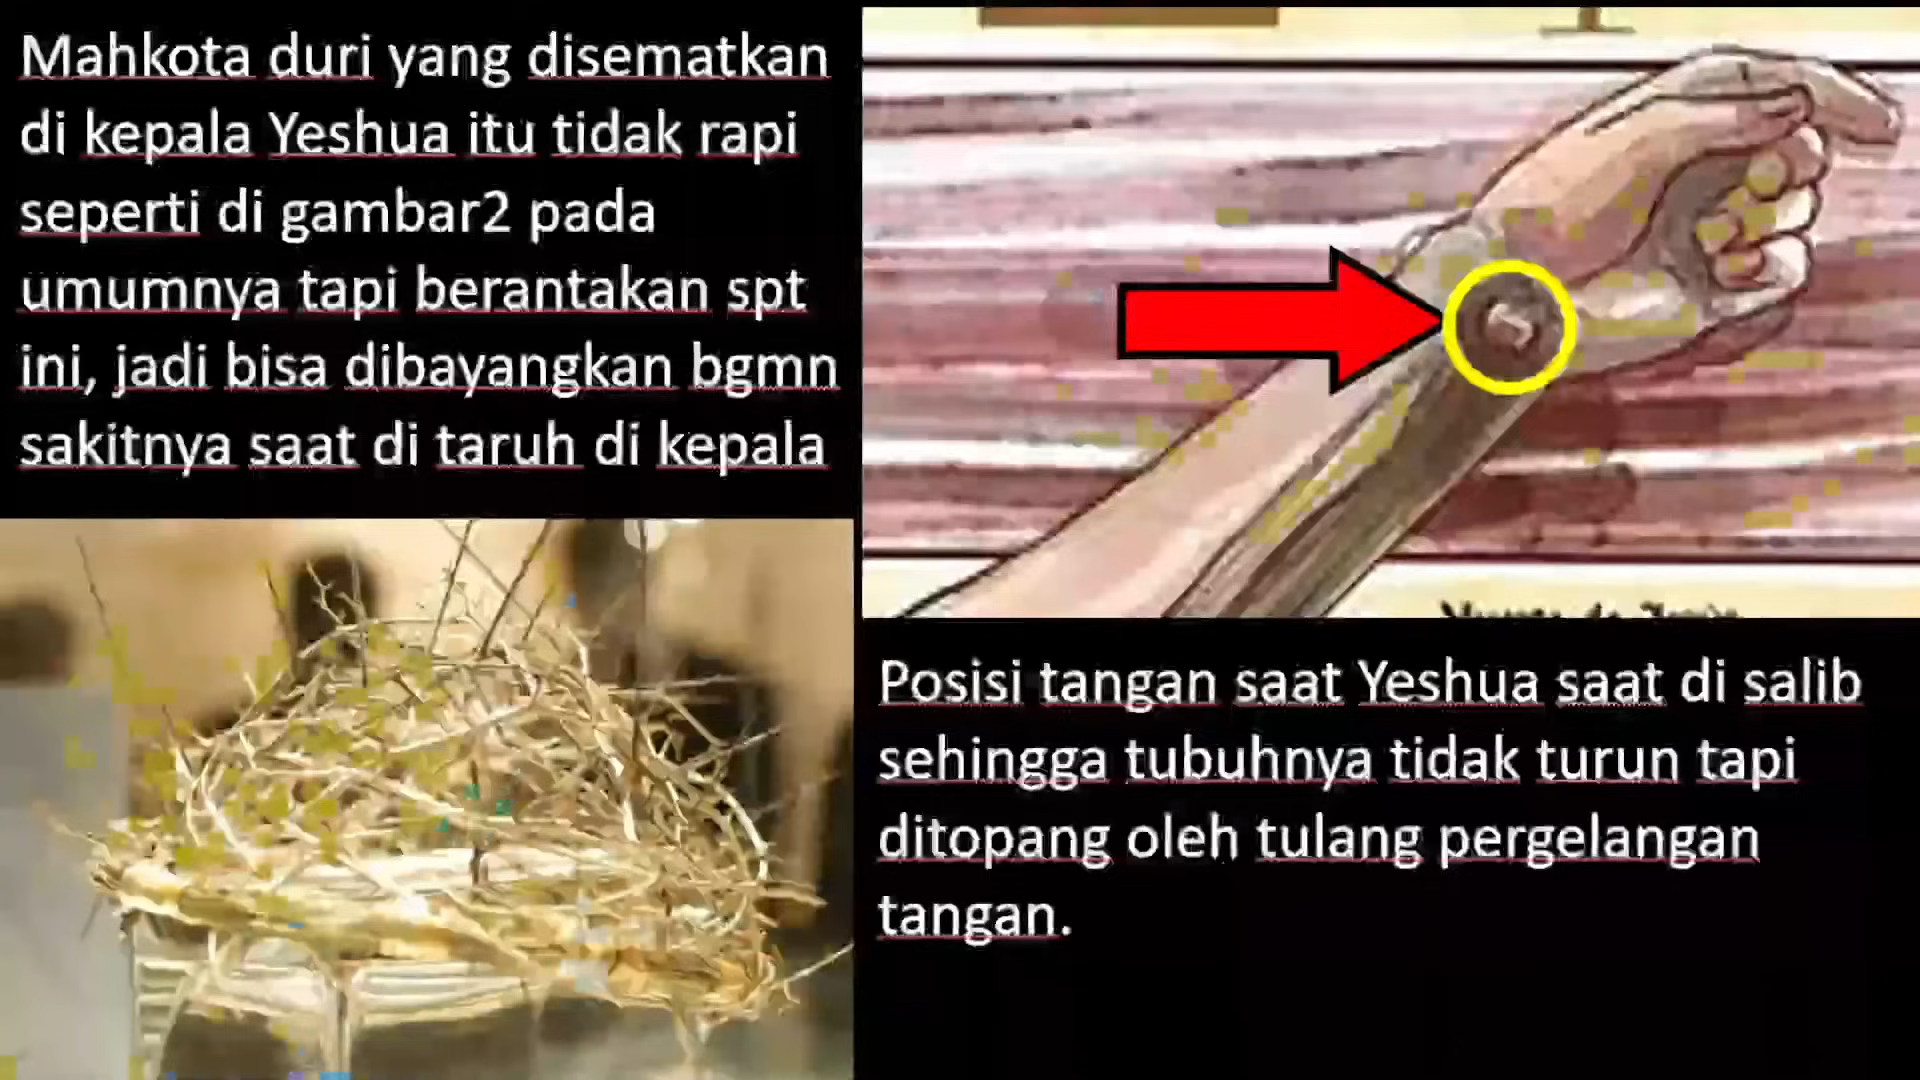 Mahkota duri yang disematkan
di kepala Yeshua itu tidak rapi
seperti di gambar2 pada
umumnya tapi berantakan spt
ini, jadi bisa dibayangkan bgmn
sakitnya saat di taruh di kepala
Posisi tangan saat Yeshua saat di salib
sehingga tubuhnya tidak turun tapi
ditopang oleh tulang pergelangan
tangan.